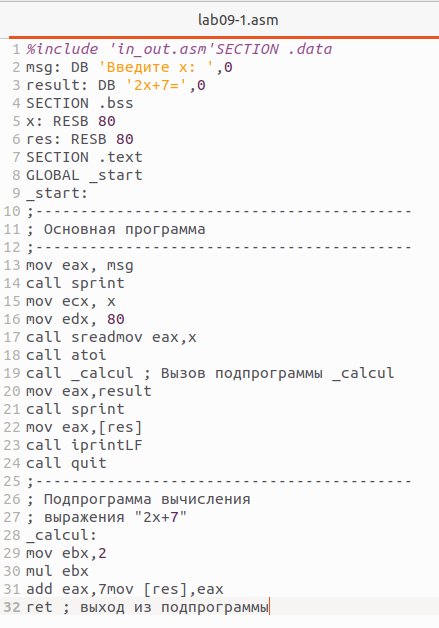 lab09-1.asm
1 %include 'in_out.asm'SECTION .data
2 msg: DB 'Введите x: ',0
3 result: DB '2x+7=',0
4 SECTION .bss
5 x: RESB 80
6 res: RESB 80
7 SECTION .text
8 GLOBAL _start
9 _start:
10 ;------------------------------------------
11 ; Основная программа
12 ;------------------------------------------
13 mov eax, msg
14 call sprint
15 mov ecx, x
16 mov edx, 80
17 call sreadmov eax,x
18 call atoi
19 call _calcul ; Вызов подпрограммы _calcul
20 mov eax,result
21 call sprint
22 mov eax,[res]
23 call iprintLF
24 call quit
25 ;------------------------------------------
26 ; Подпрограмма вычисления
27 ; выражения "2x+7"
28 _calcul:
29 mov ebx,2
30 mul ebx
31 add eax,7mov [res],eax
32 ret ; выход из подпрограммы